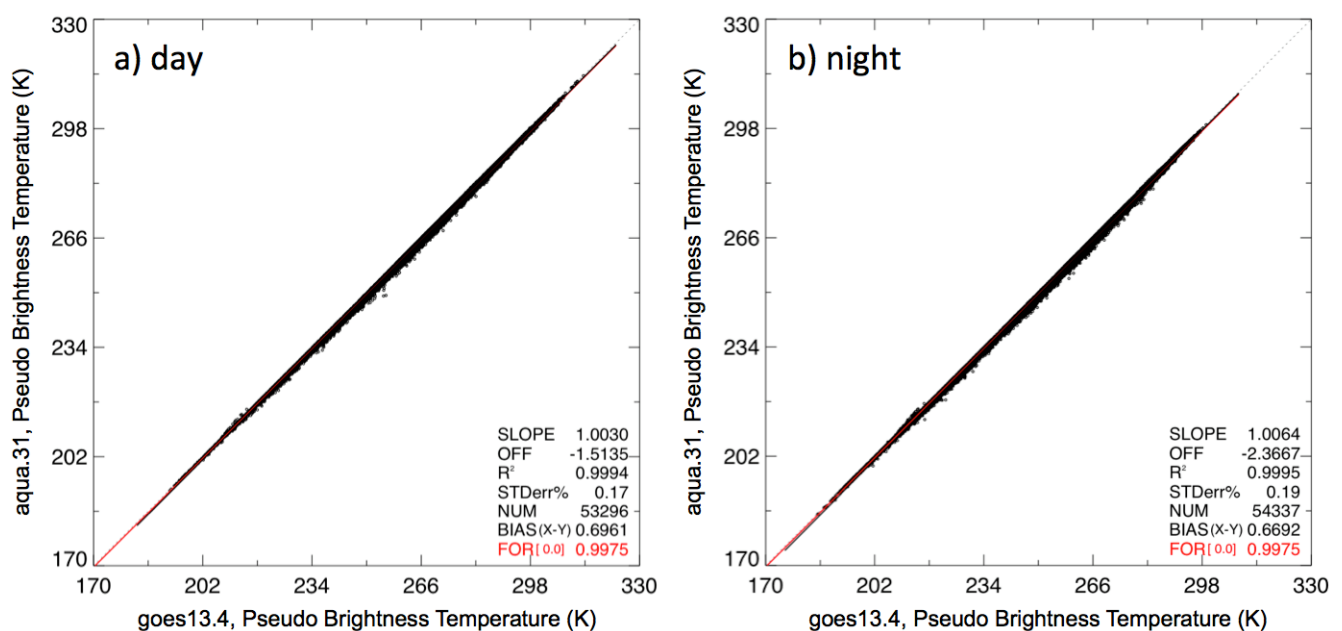 a) day
aqua.31, Pseudo Brightness Temperature (K)
330
298
266
234
202
170
SLOPE 1.0030
OFF -1.5135
R² 0.9994
STDerr% 0.17
NUM 53296
BIAS(X-Y) 0.6961
FOR[ 0.0] 0.9975
170 202 234 266 298 330
goes13.4, Pseudo Brightness Temperature (K)
b) night
aqua.31, Pseudo Brightness Temperature (K)
330
298
266
234
202
170
SLOPE 1.0064
OFF -2.3667
R² 0.9995
STDerr% 0.19
NUM 54337
BIAS(X-Y) 0.6692
FOR[ 0.0] 0.9975
170 202 234 266 298 330
goes13.4, Pseudo Brightness Temperature (K)